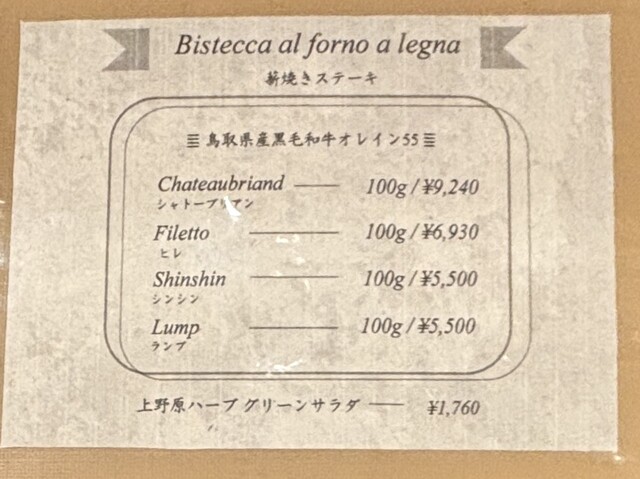 Bistecca al forno a legna
薪焼きステーキ
鳥取県産黒毛和牛オレイン55
Chateaubriand 100g/¥9,240
シャトーブリアン
Filetto 100g/¥6,930
ヒレ
Shinshin 100g/¥5,500
シンシン
Lump 100g/¥5,500
ランプ
上野原ハーブグリーンサラダ ¥1,760